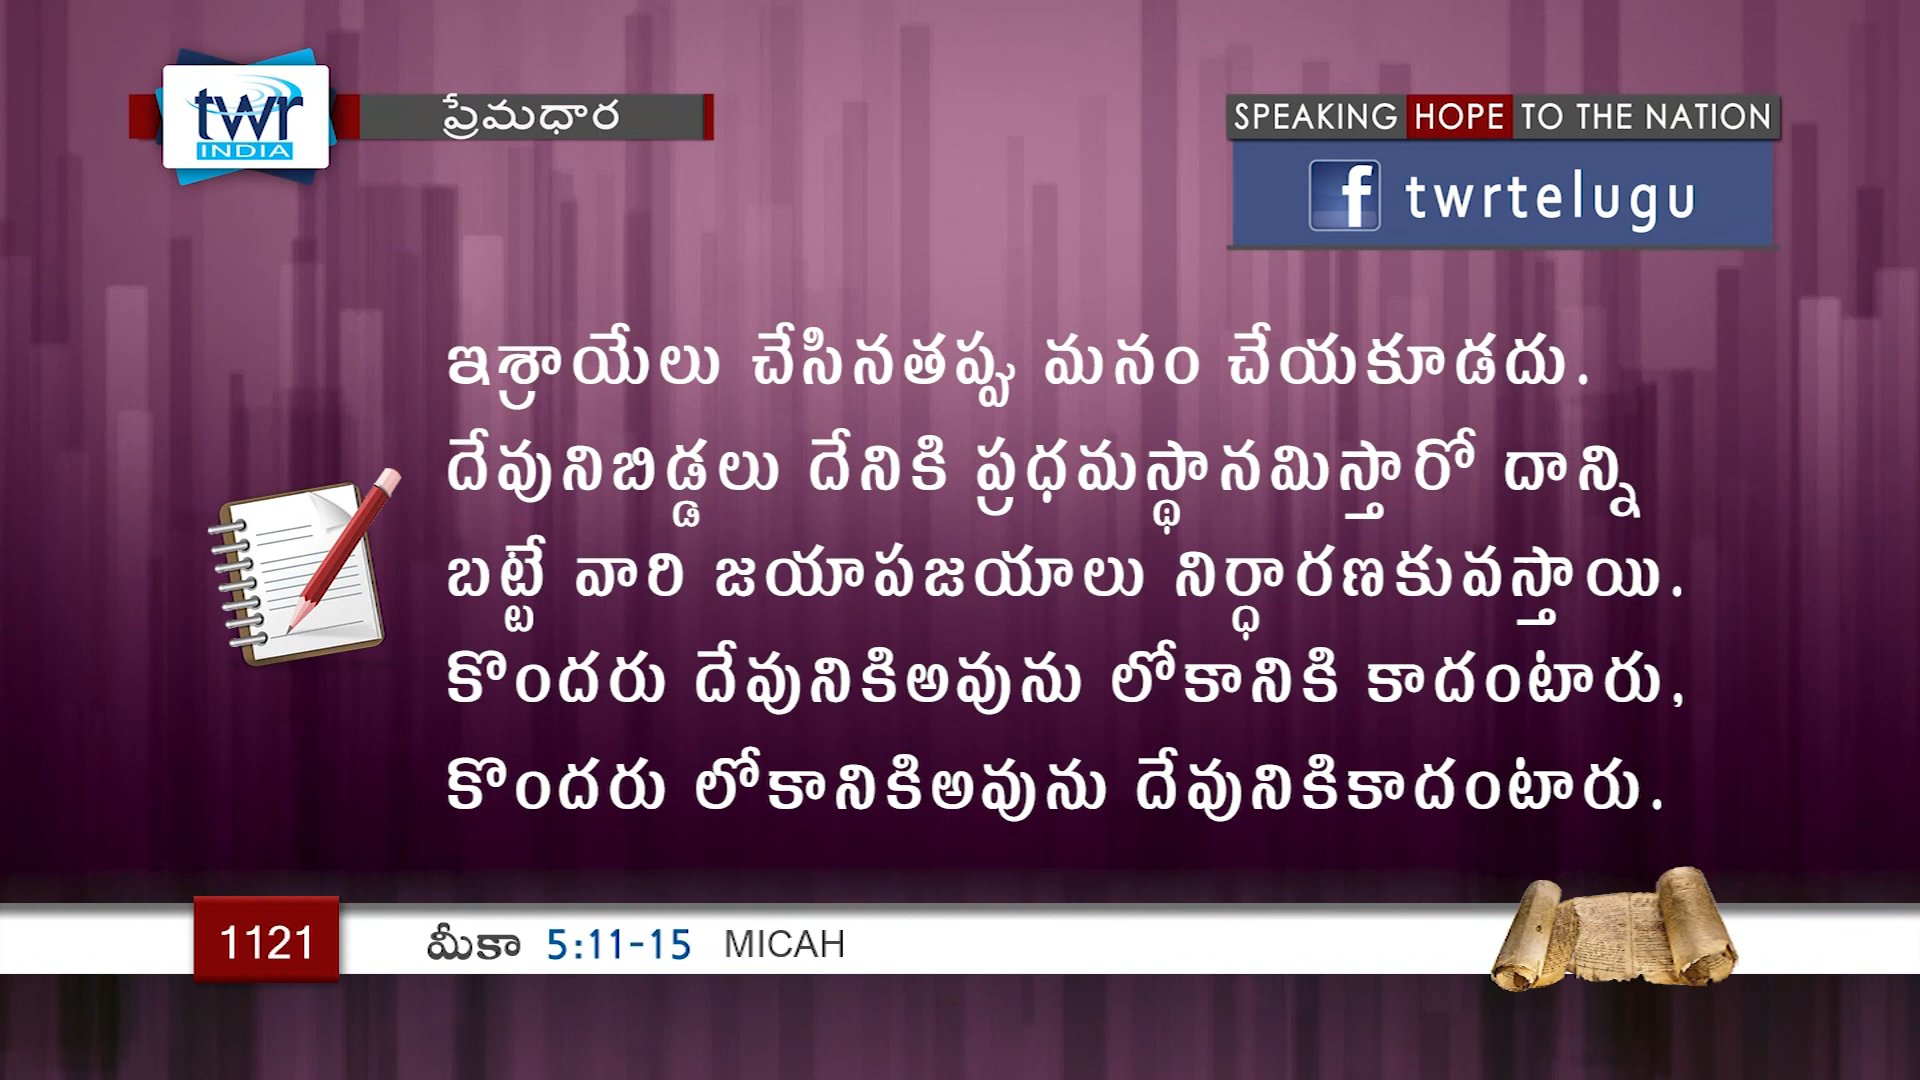 twr
INDIA
ప్రేమధార
SPEAKING HOPE TO THE NATION
f twrtelugu
ఇశ్రాయేలు చేసినతప్పు మనం చేయకూడదు.
దేవునిబిడ్డలు దేనికి ప్రధమస్థానమిస్తారో దాన్ని
బట్టే వారి జయాపజయాలు నిర్ధారణకువస్తాయి.
కొందరు దేవునికిఅవును లోకానికి కాదంటారు,
కొందరు లోకానికిఅవును దేవునికికాదంటారు.
1121 మీకా 5:11-15 MICAH